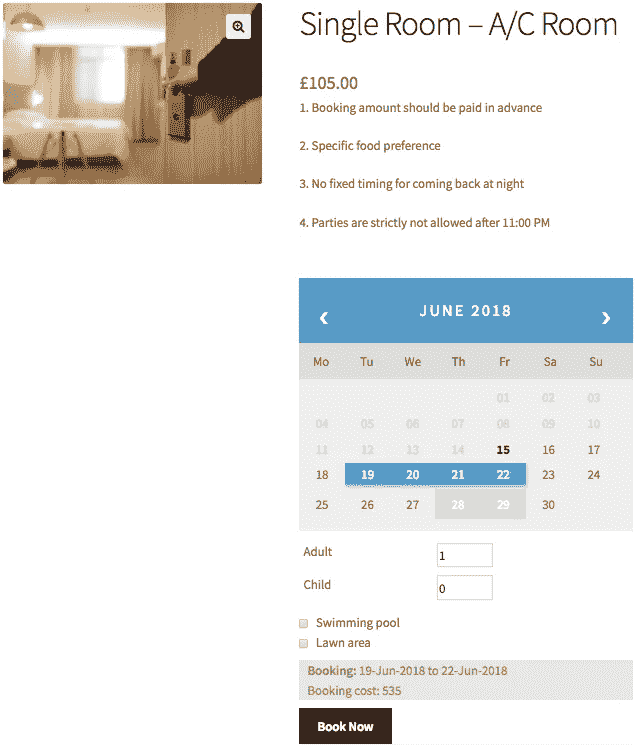 Single Room – A/C Room
£105.00
1. Booking amount should be paid in advance
2. Specific food preference
3. No fixed timing for coming back at night
4. Parties are strictly not allowed after 11:00 PM
‹ JUNE 2018 ›
Mo Tu We Th Fr Sa Su
01 02 03
04 05 06 07 08 09 10
11 12 13 14 15 16 17
18 19 20 21 22 23 24
25 26 27 28 29 30
Adult 1
Child 0
Swimming pool
Lawn area
Booking: 19-Jun-2018 to 22-Jun-2018
Booking cost: 535
Book Now